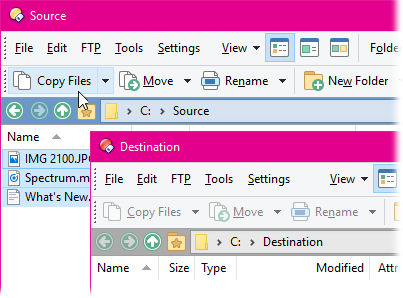 Source
File Edit FTP Tools Settings View Folde
Copy Files Move Rename New Folder
C: Source
Name
IMG 2100.JPG
Spectrum.m
What's New.
Destination
File Edit FTP Tools Settings View
Copy Files Move Rename
C: Destination
Name Size Type Modified Attr